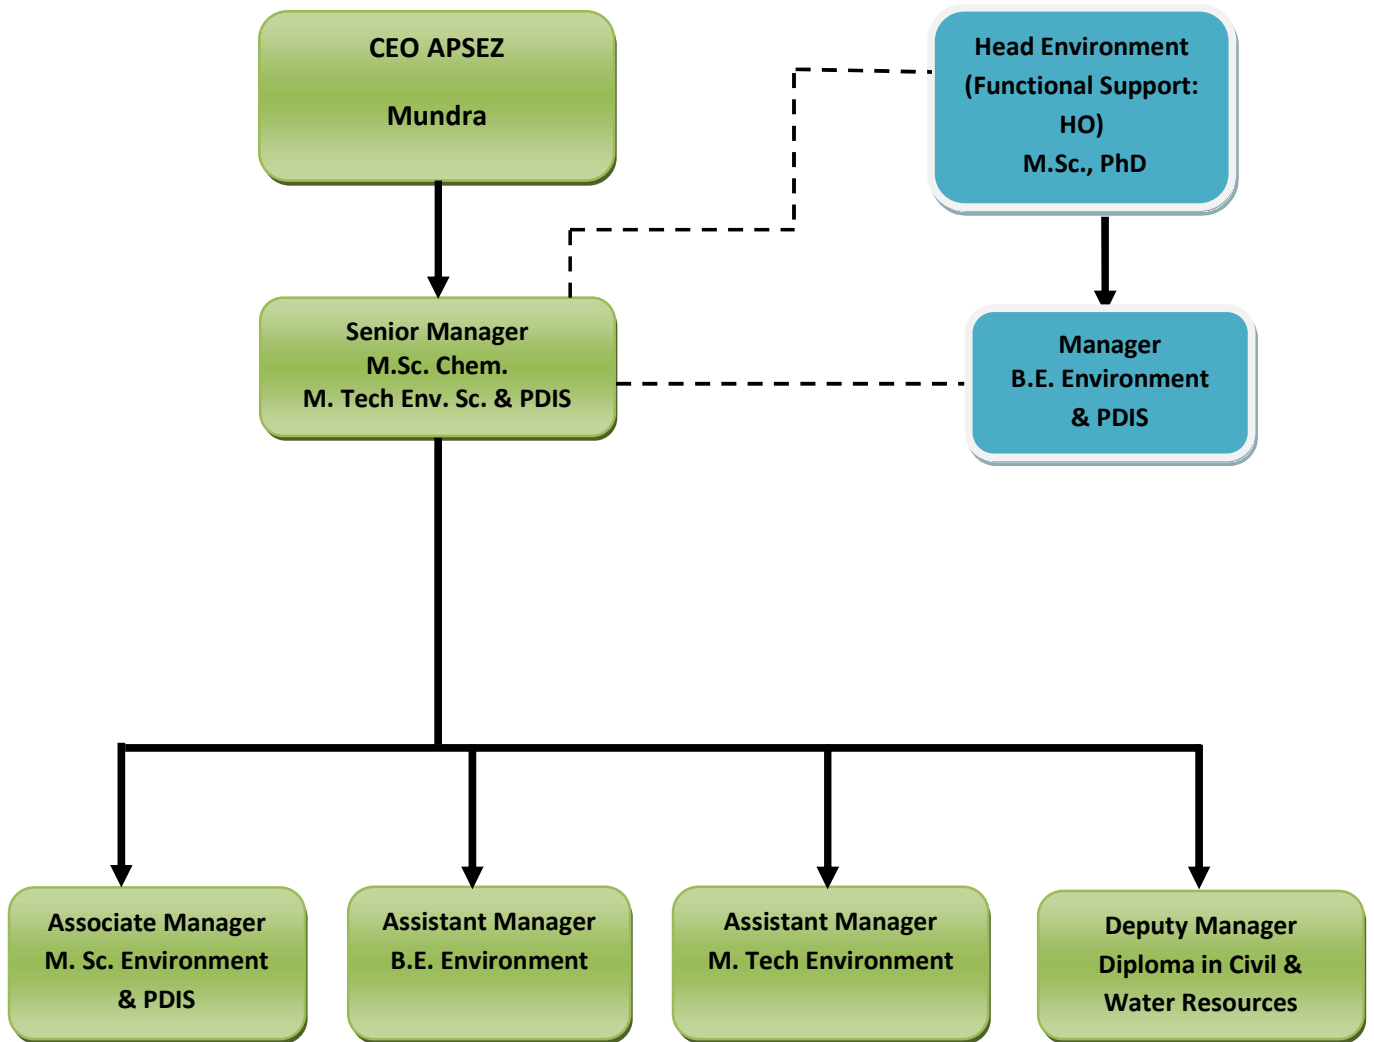 CEO APSEZ
Mundra
Head Environment
(Functional Support:
HO)
M.Sc., PhD
Senior Manager
M.Sc. Chem.
M. Tech Env. Sc. & PDIS
Manager
B.E. Environment
& PDIS
Associate Manager
M. Sc. Environment
& PDIS
Assistant Manager
B.E. Environment
Assistant Manager
M. Tech Environment
Deputy Manager
Diploma in Civil &
Water Resources